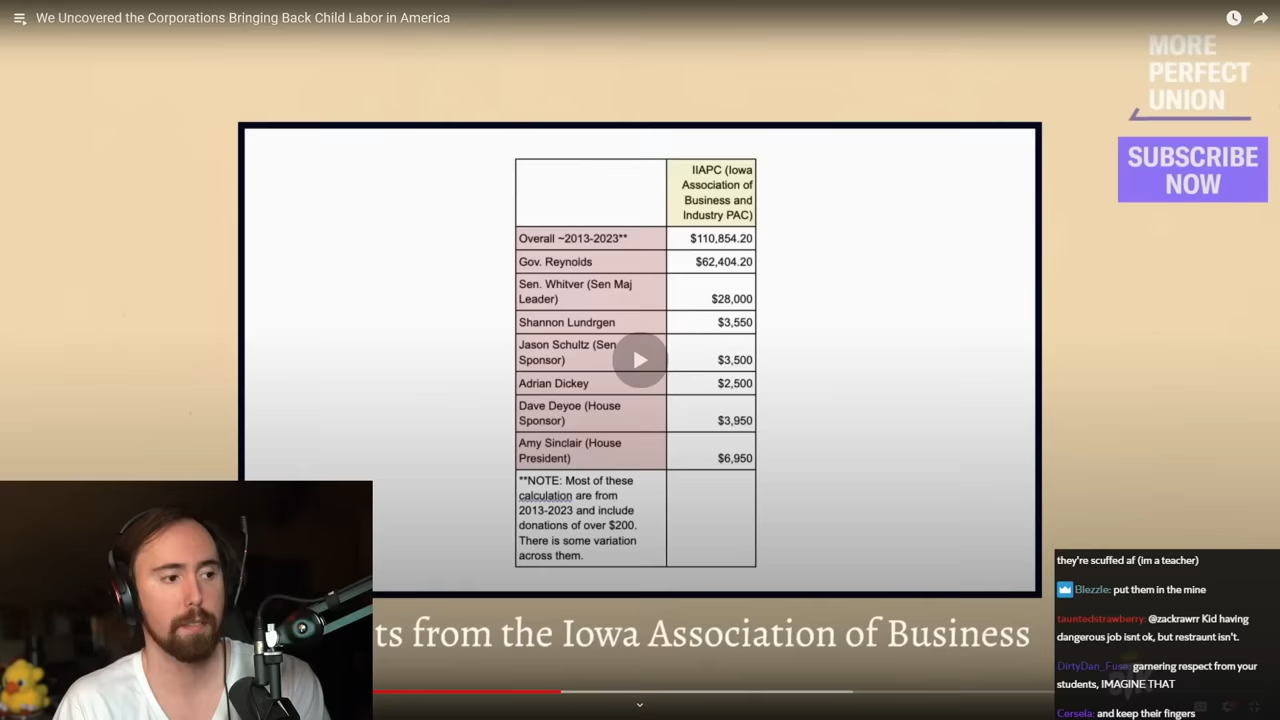 We Uncovered the Corporations Bringing Back Child Labor in America
MORE
PERFECT
UNION
SUBSCRIBE
NOW
IIAPC (Iowa
Association of
Business and
Industry PAC)
Overall ~2013-2023** $110,854.20
Gov. Reynolds $62,404.20
Sen. Whitver (Sen Maj
Leader) $28,000
Shannon Lundrgen $3,550
Jason Schultz (Sen
Sponsor) $3,500
Adrian Dickey $2,500
Dave Deyoe (House
Sponsor) $3,950
Amy Sinclair (House
President) $6,950
**NOTE: Most of these
calculation are from
2013-2023 and include
donations of over $200.
There is some variation
across them.
ts from the Iowa Association of Business
they're scuffed af (im a teacher)
Blezzle: put them in the mine
tauntedstrawberry: @zackrawrr Kid having
dangerous job isnt ok, but restraunt isn't.
garnering respect from your
students, IMAGINE THAT
Cersela: and keep their fingers